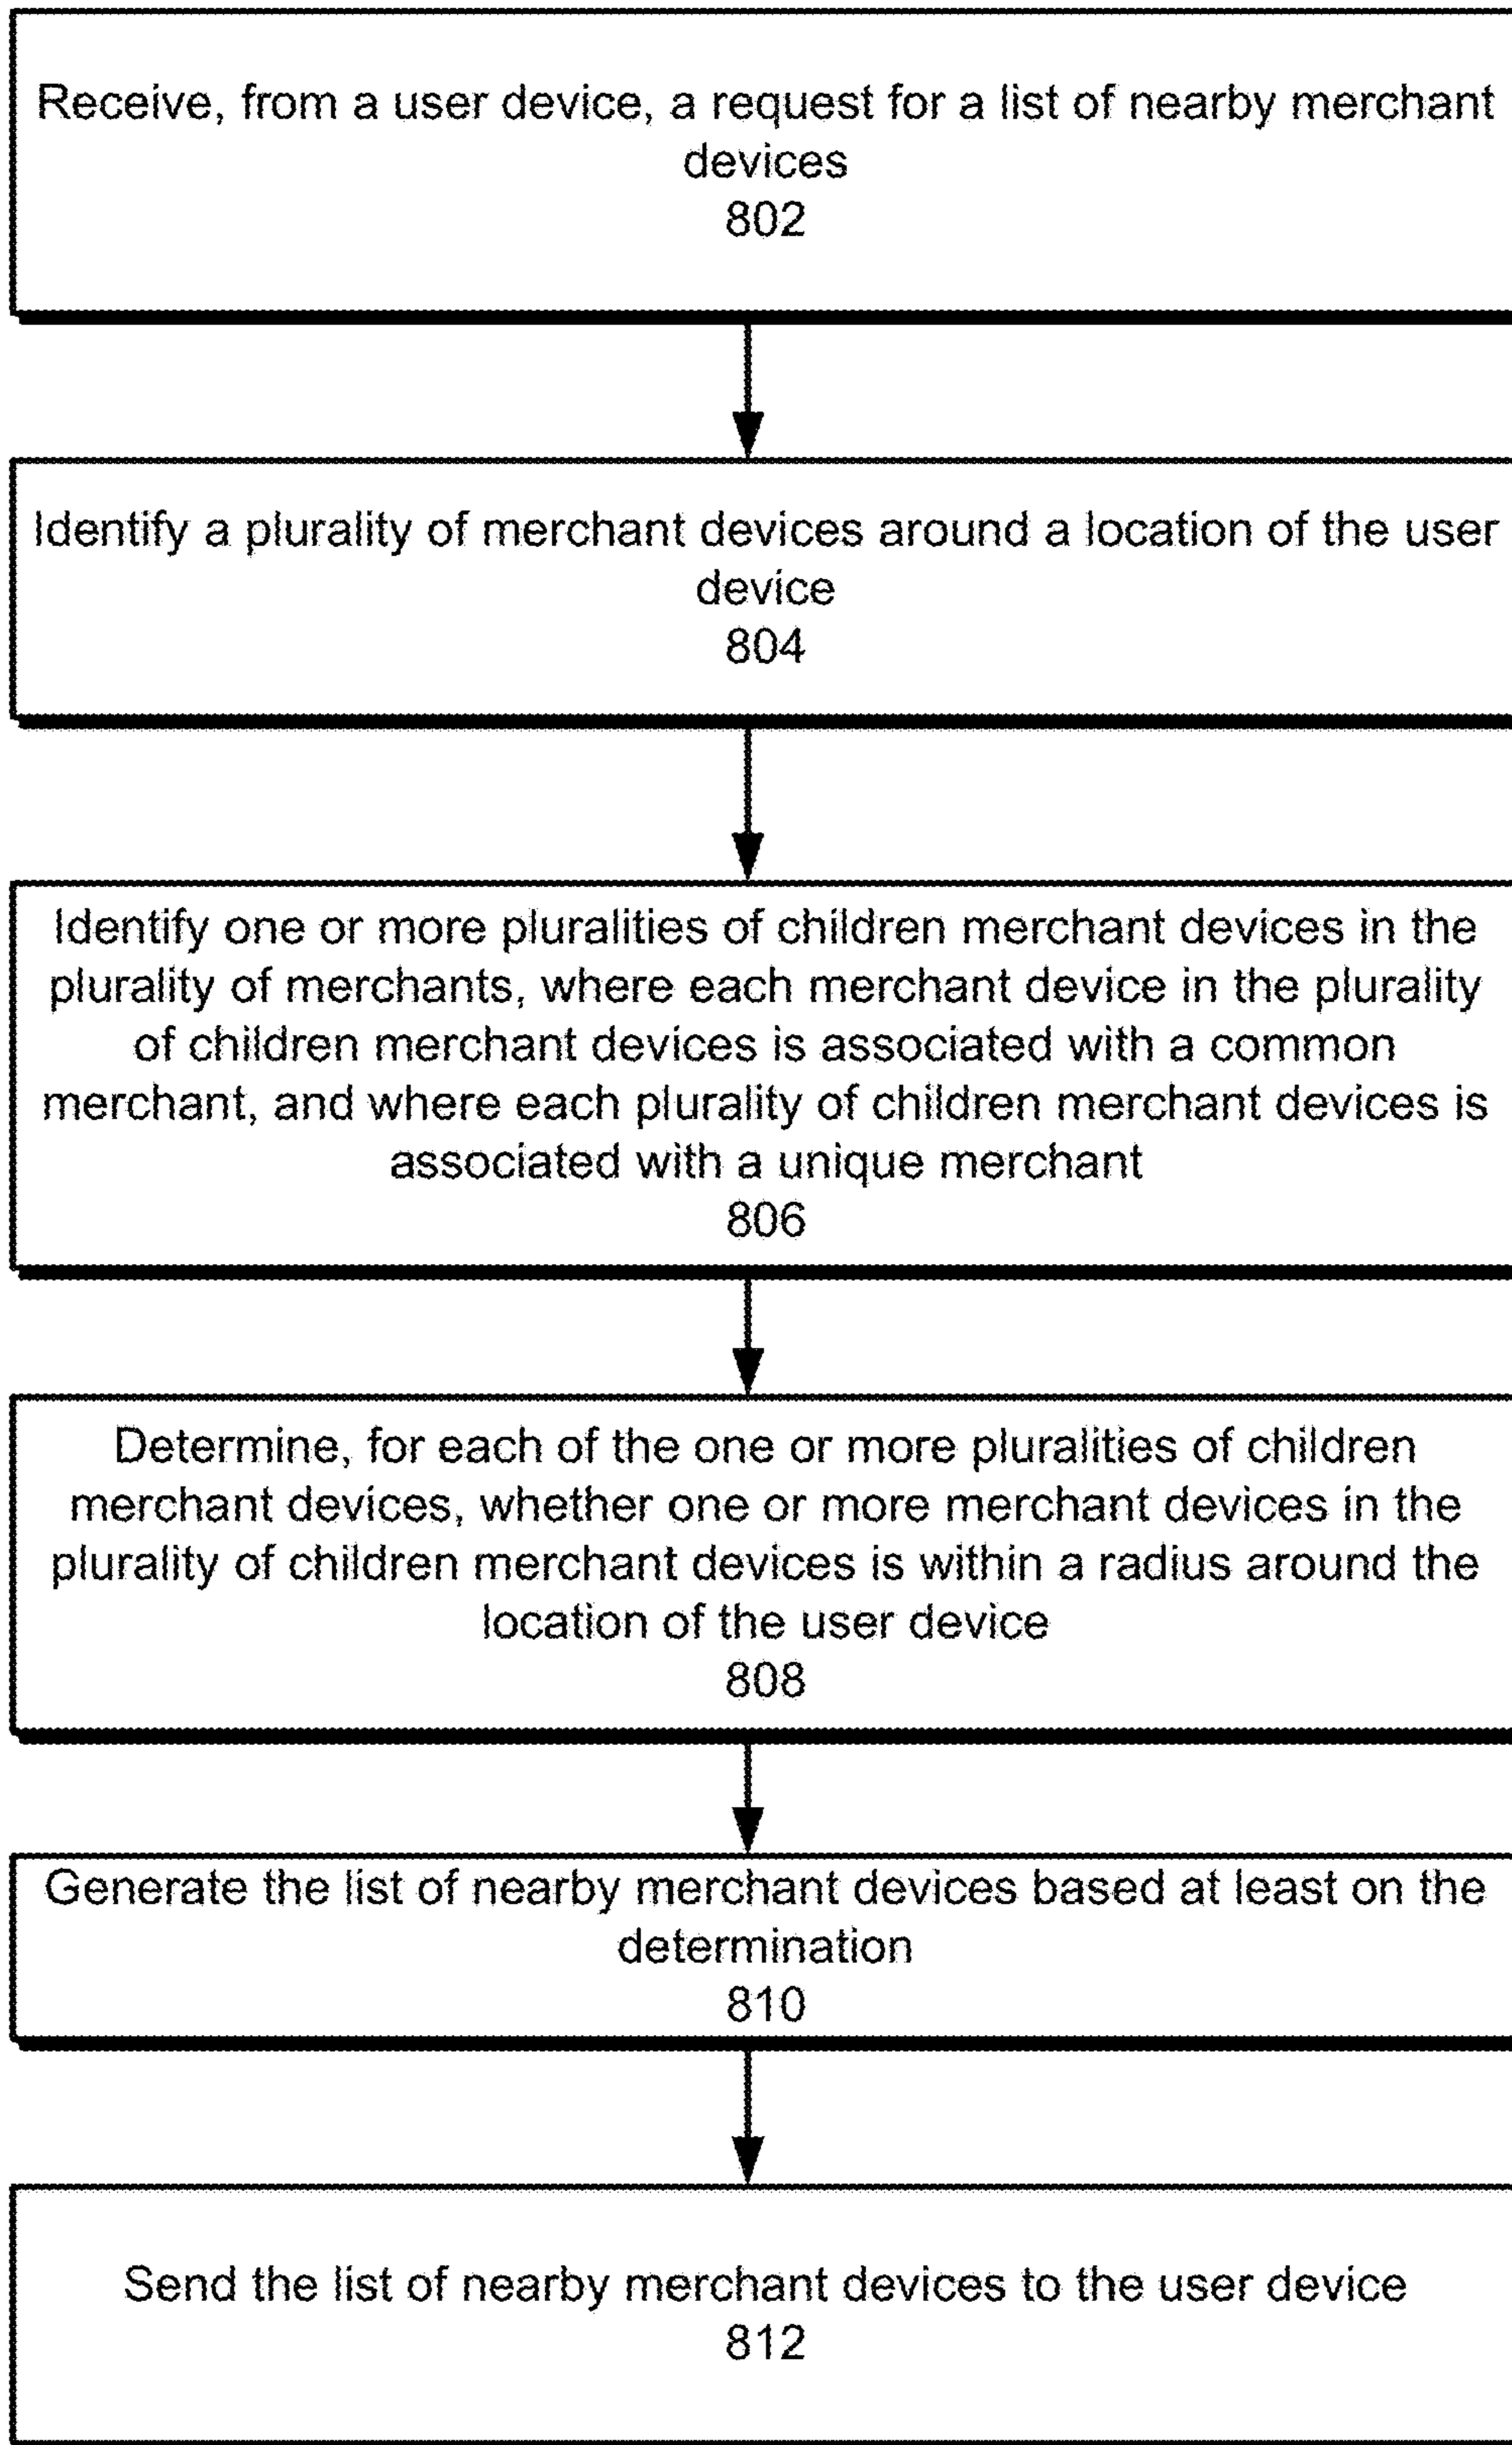 Receive, from a user device, a request for a list of nearby merchant
devices
802
Identify a plurality of merchant devices around a location of the user
device
804
Identify one or more pluralities of children merchant devices in the
plurality of merchants, where each merchant device in the plurality
of children merchant devices is associated with a common
merchant, and where each plurality of children merchant devices is
associated with a unique merchant
806
Determine, for each of the one or more pluralities of children
merchant devices, whether one or more merchant devices in the
plurality of children merchant devices is within a radius around the
location of the user device
808
Generate the list of nearby merchant devices based at least on the
determination
810
Send the list of nearby merchant devices to the user device
812